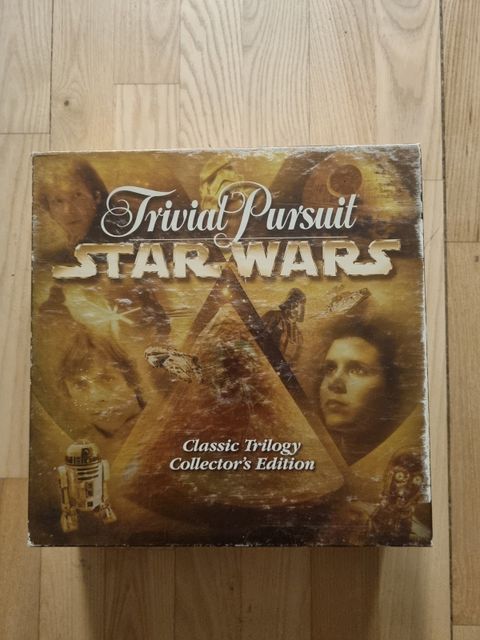 Trivial Pursuit
STAR WARS
Classic Trilogy
Collector's Edition